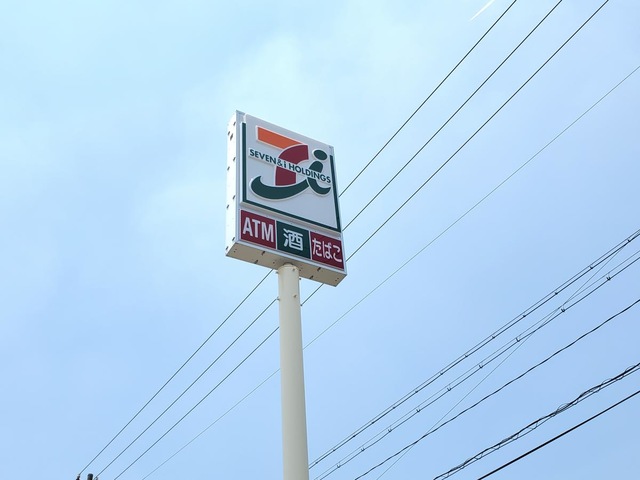 SEVEN & i HOLDINGS
ATM 酒 たばこ